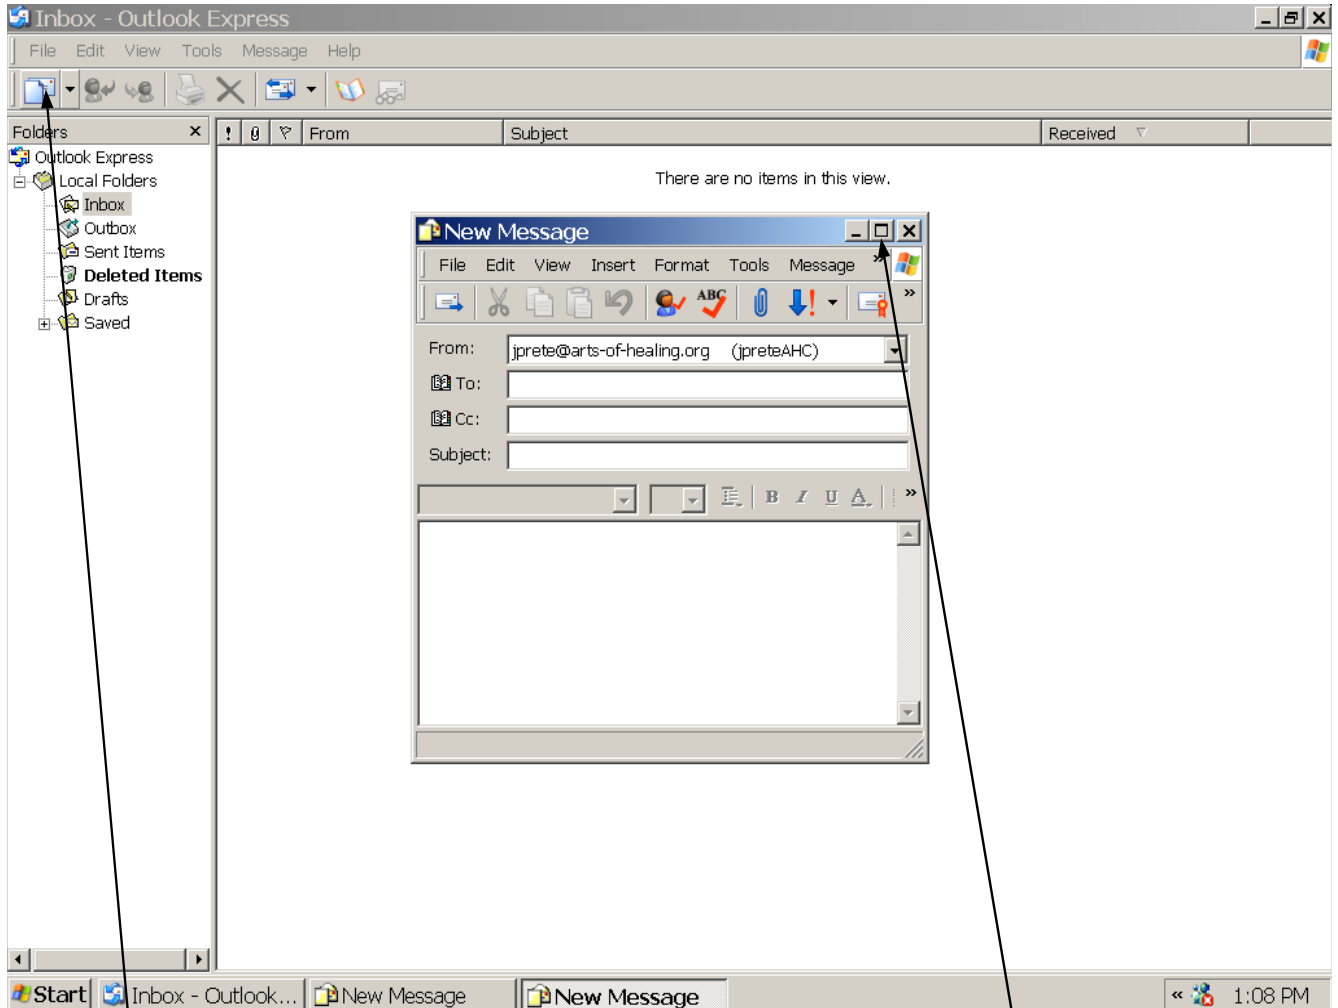 Inbox - Outlook Express
File Edit View Tools Message Help
Folders
! From Subject Received
Outlook Express
There are no items in this view.
Local Folders
Inbox
Outbox
Sent Items
Deleted Items
Drafts
Saved
New Message
File Edit View Insert Format Tools Message »
ABC »
From: jprete@arts-of-healing.org (jpreteAHC)
To:
Cc:
Subject:
B I U A »
Start Inbox - Outlook... New Message New Message « 1:08 PM